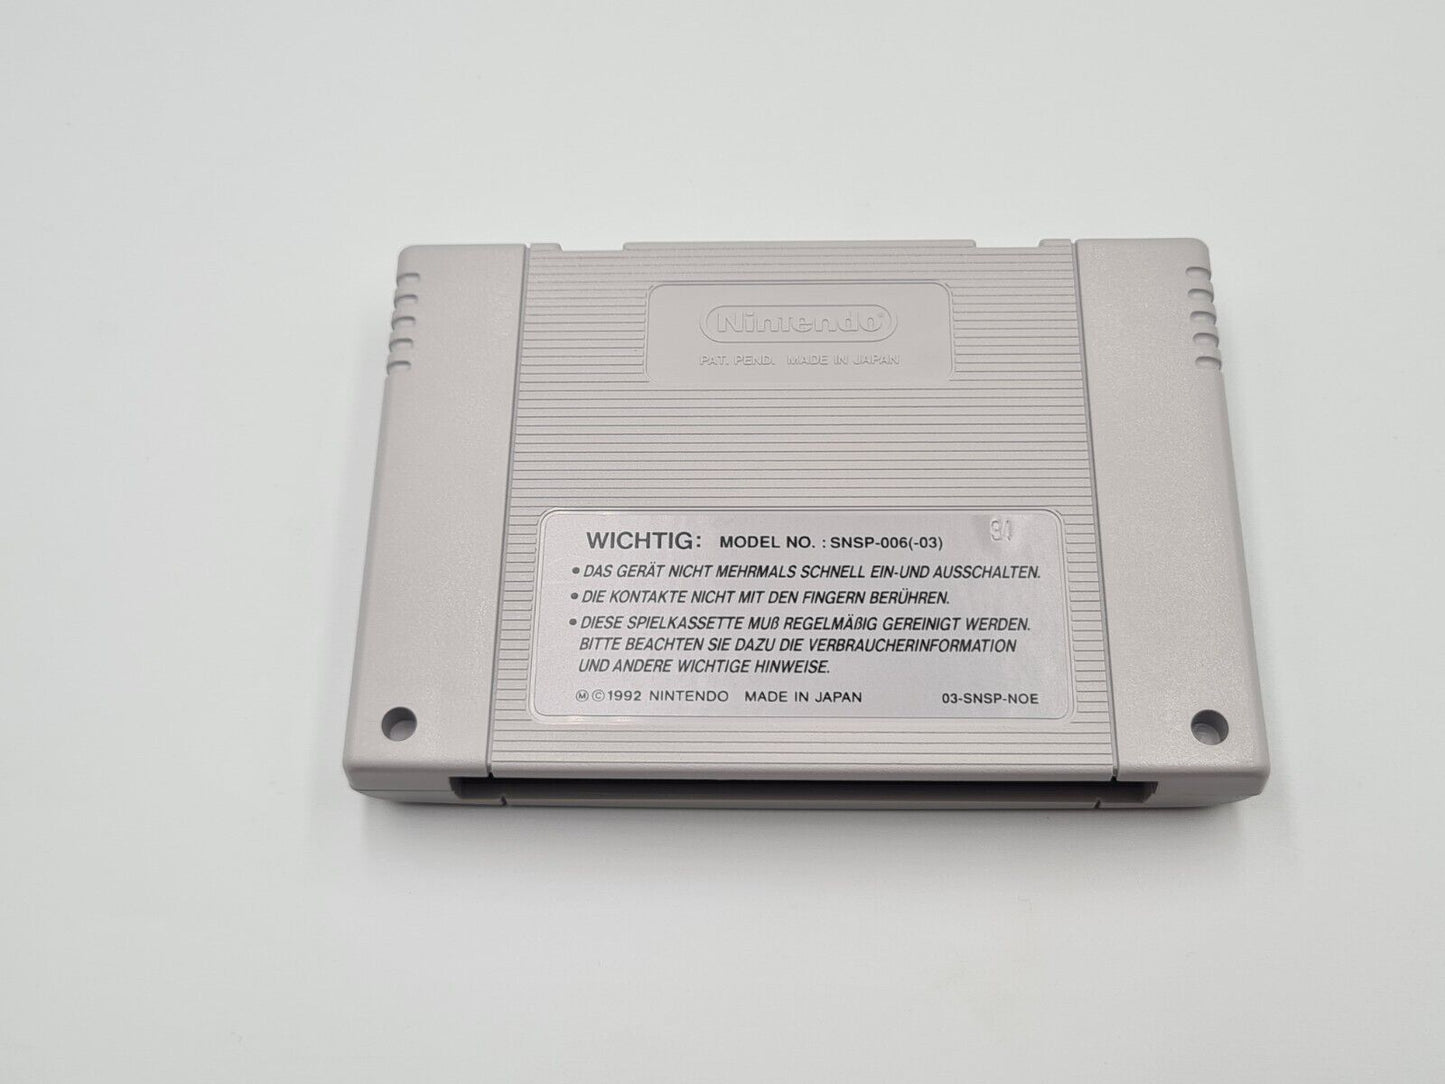 Nintendo®
PAT. PEND. MADE IN JAPAN
WICHTIG: MODEL NO. : SNSP-006(-03)
• DAS GERÄT NICHT MEHRMALS SCHNELL EIN-UND AUSSCHALTEN.
• DIE KONTAKTE NICHT MIT DEN FINGERN BERÜHREN.
• DIESE SPIELKASSETTE MUß REGELMÄßIG GEREINIGT WERDEN.
BITTE BEACHTEN SIE DAZU DIE VERBRAUCHERINFORMATION
UND ANDERE WICHTIGE HINWEISE.
Ⓜ©1992 NINTENDO MADE IN JAPAN 03-SNSP-NOE